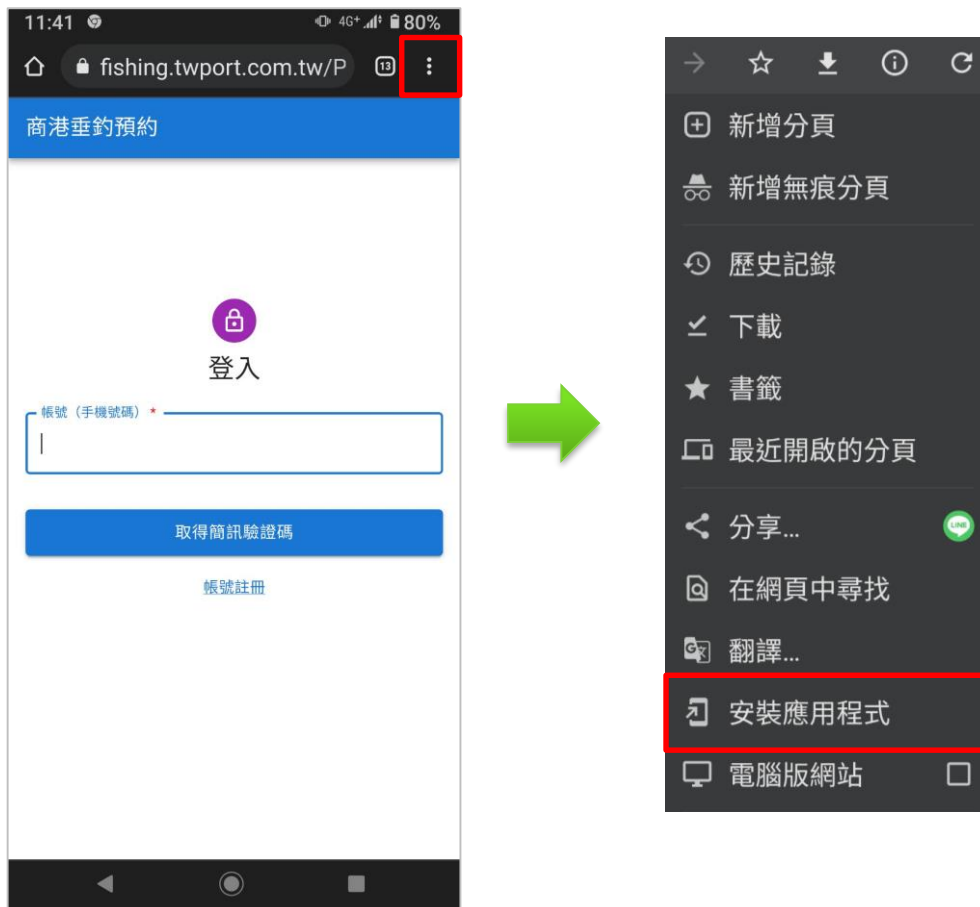 11:41
4G+
80%
fishing.twport.com.tw/P
13
商港垂釣預約
登入
帳號（手機號碼） *
取得簡訊驗證碼
帳號註冊
新增分頁
新增無痕分頁
歷史記錄
下載
書籤
最近開啟的分頁
分享...
LINE
在網頁中尋找
翻譯...
安裝應用程式
電腦版網站